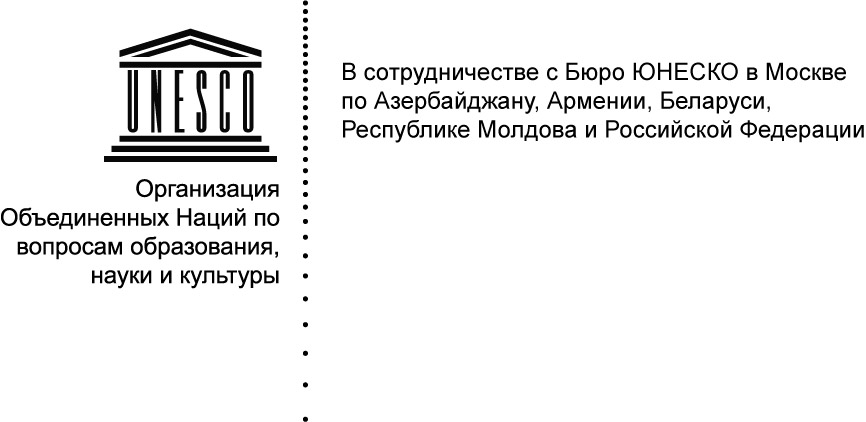 UNESCO
Организация
Объединенных Наций по
вопросам образования,
науки и культуры
В сотрудничестве с Бюро ЮНЕСКО в Москве
по Азербайджану, Армении, Беларуси,
Республике Молдова и Российской Федерации